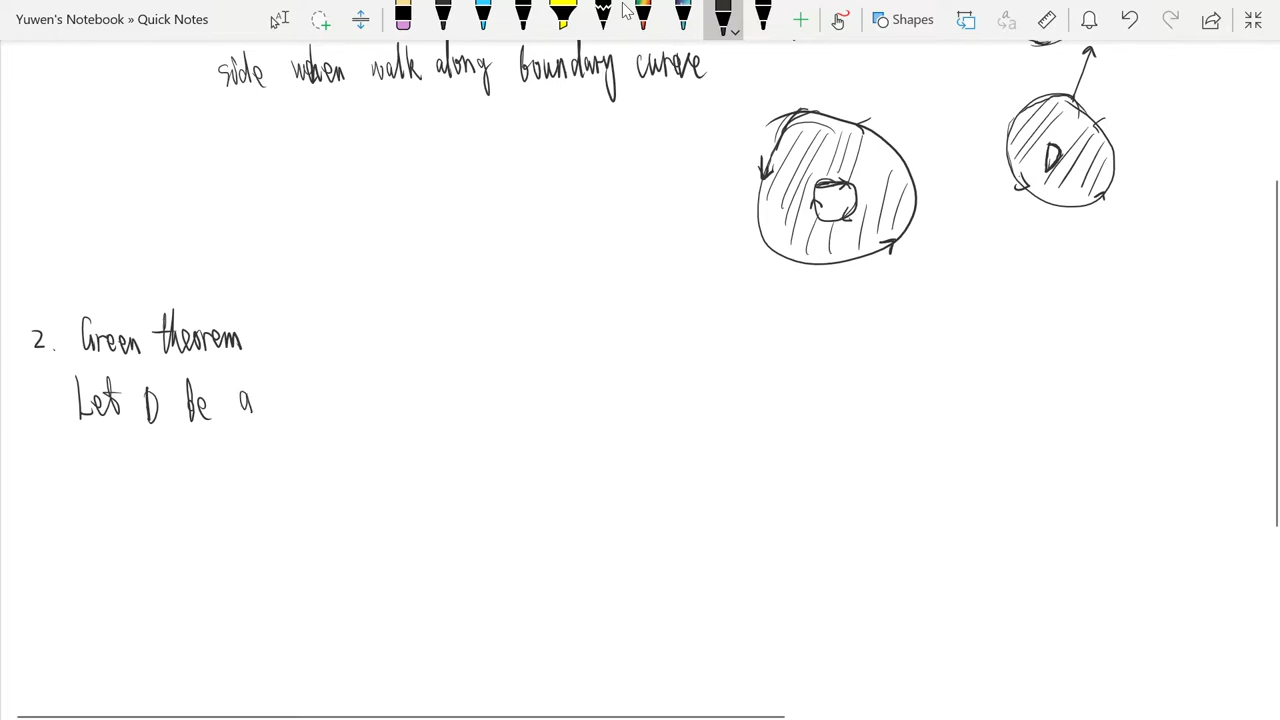 Yuwen's Notebook » Quick Notes
Shapes
side when walk along boundary curve
D
2. Green theorem
Let D be a